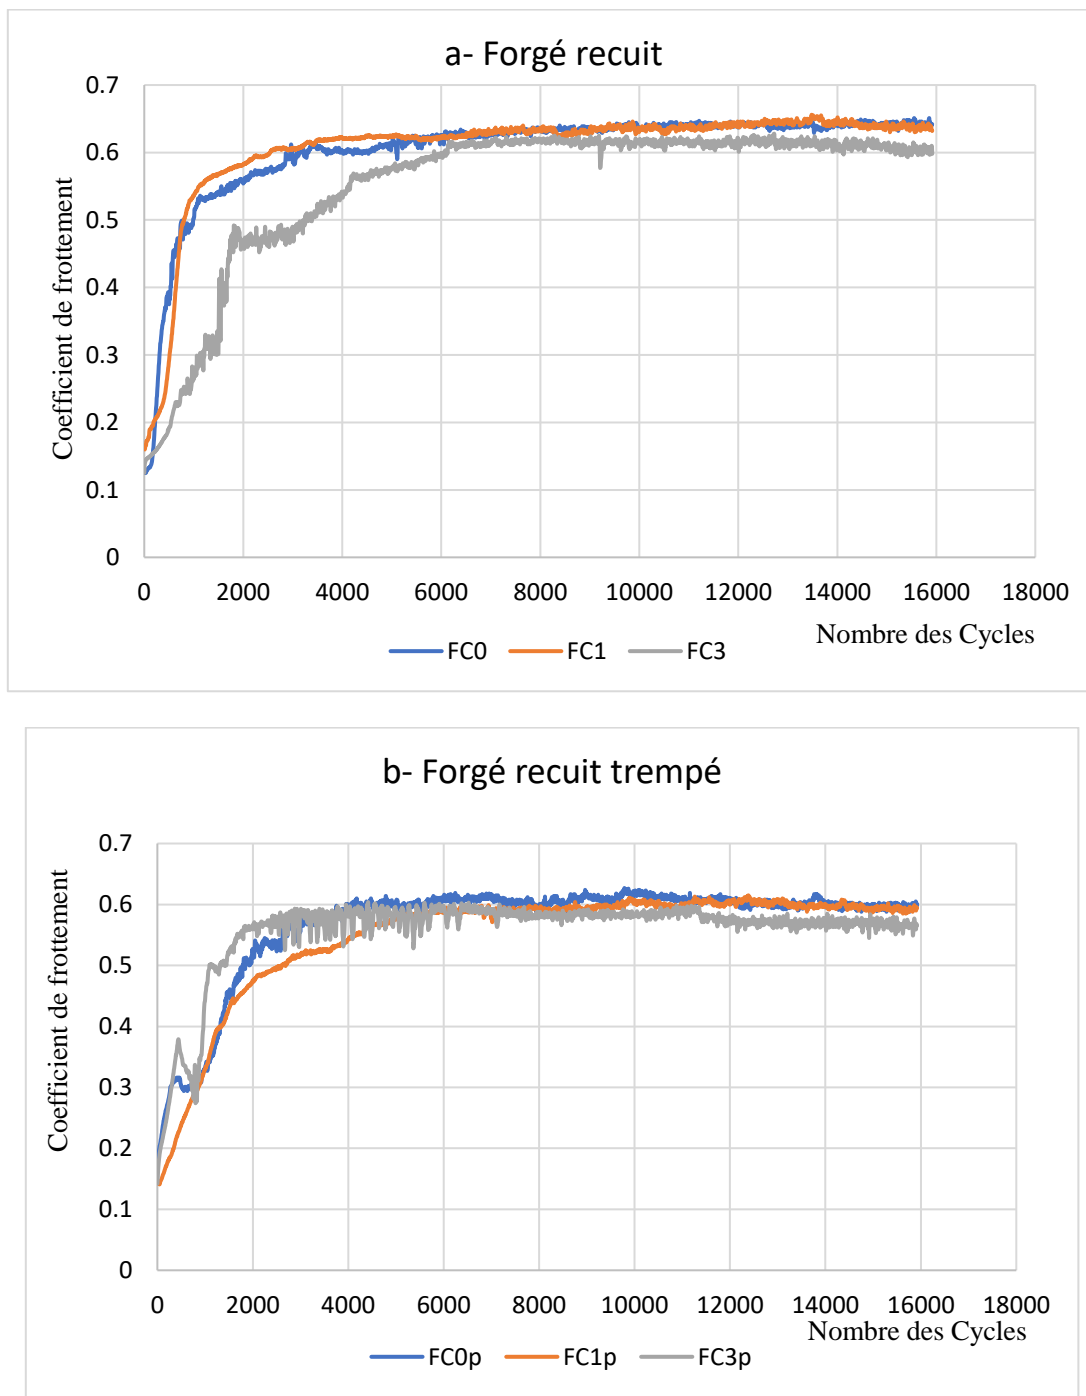 a- Forgé recuit
0.7
0.6
0.5
0.4
0.3
0.2
0.1
0
Coefficient de frottement
0 2000 4000 6000 8000 10000 12000 14000 16000 18000
Nombre des Cycles
FC0 FC1 FC3
b- Forgé recuit trempé
0.7
0.6
0.5
0.4
0.3
0.2
0.1
0
Coefficient de frottement
0 2000 4000 6000 8000 10000 12000 14000 16000 18000
Nombre des Cycles
FC0p FC1p FC3p